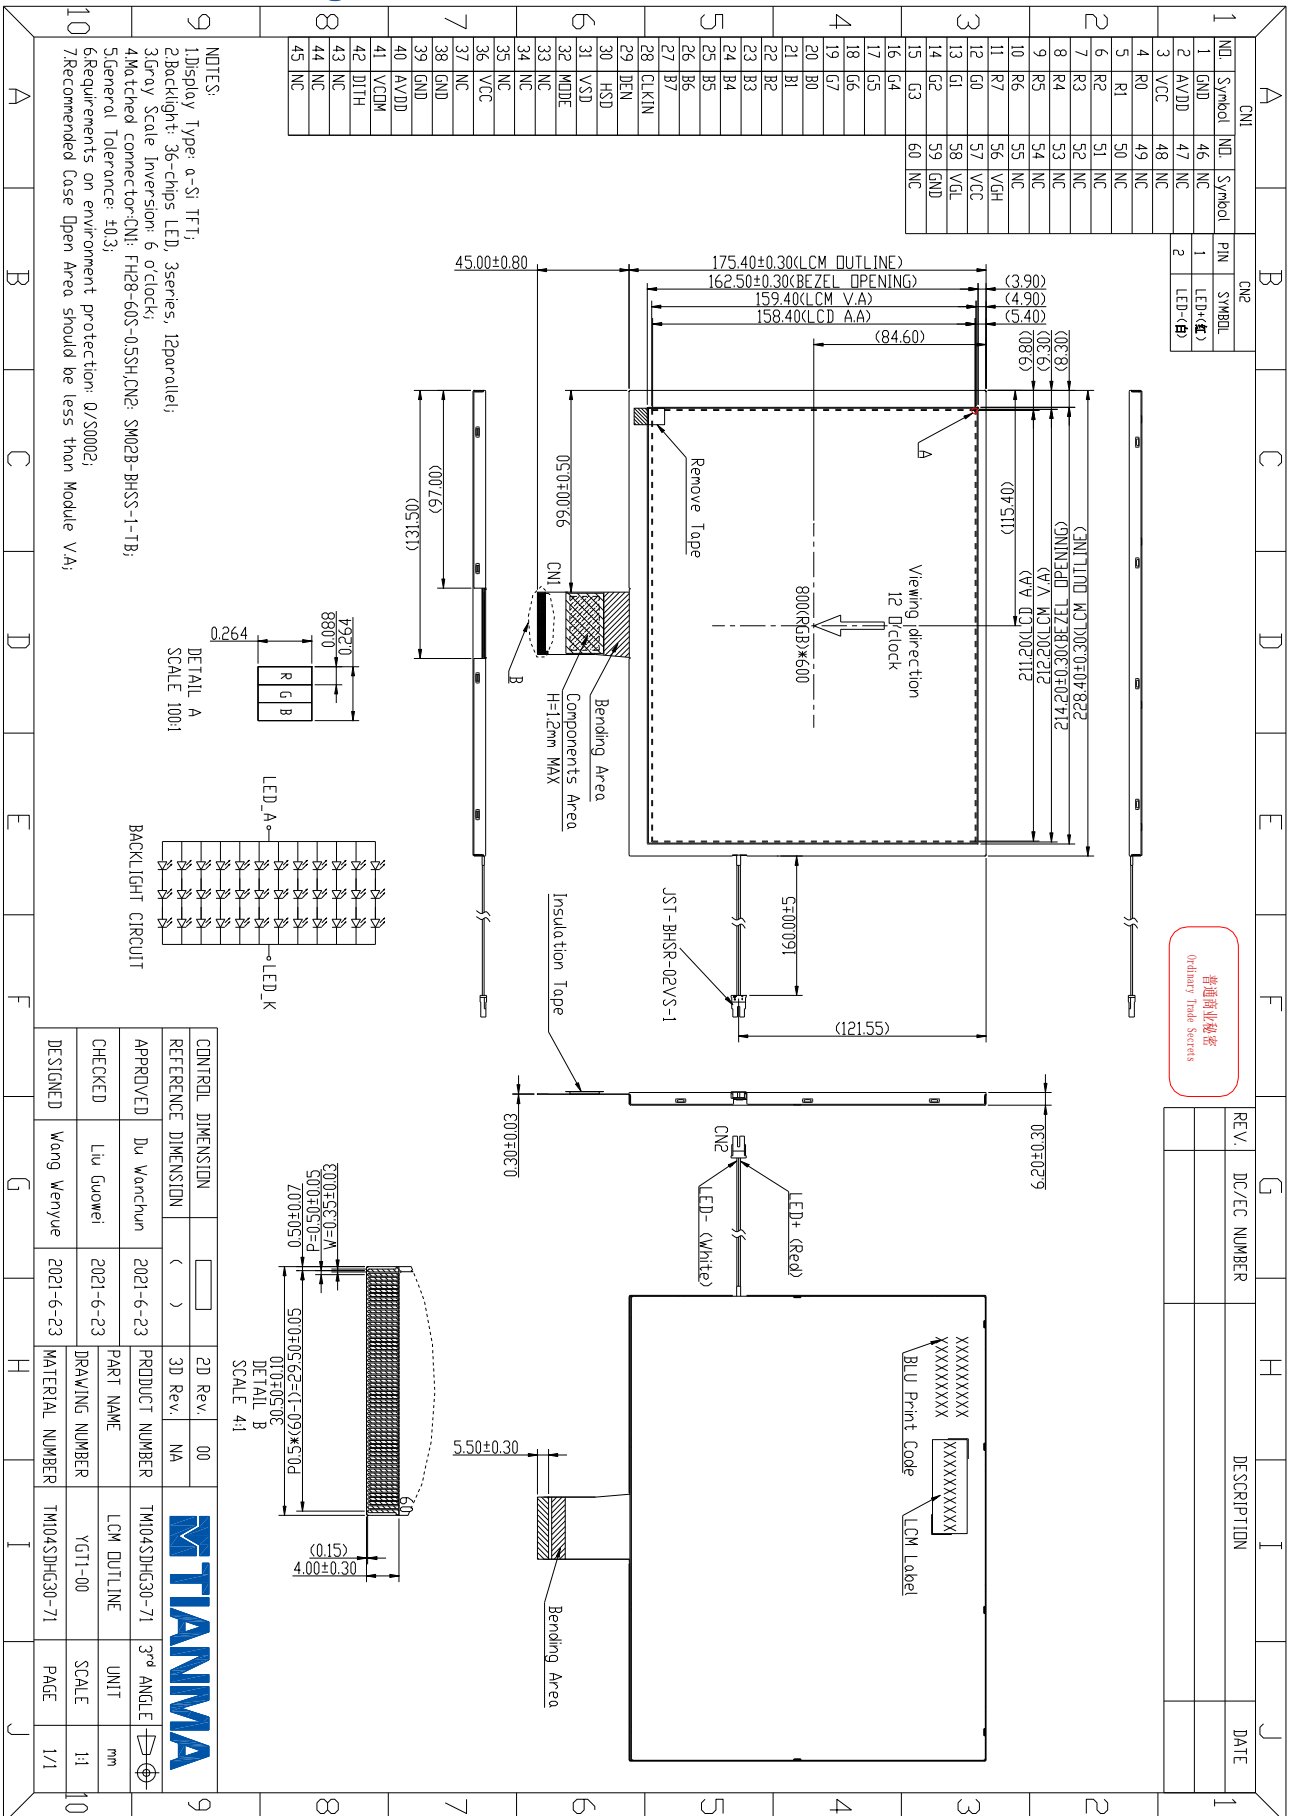 CN1
NO. Symbol NO. Symbol
1 GND 46 NC
2 AVDD 47 NC
3 VCC 48 NC
4 R0 49 NC
5 R1 50 NC
6 R2 51 NC
7 R3 52 NC
8 R4 53 NC
9 R5 54 NC
10 R6 55 NC
11 R7 56 VGH
12 G0 57 VCC
13 G1 58 VGL
14 G2 59 GND
15 G3 60 NC
16 G4
17 G5
18 G6
19 G7
20 B0
21 B1
22 B2
23 B3
24 B4
25 B5
26 B6
27 B7
28 CLKIN
29 DEN
30 HSD
31 VSD
32 MODE
33 NC
34 NC
35 NC
36 VCC
37 NC
38 GND
39 GND
40 AVDD
41 VCOM
42 DITH
43 NC
44 NC
45 NC
CN2
PIN SYMBOL
1 LED+(红)
2 LED-(白)
普通商业秘密
Ordinary Trade Secrets
REV. DC/EC NUMBER DESCRIPTION DATE
228.40±0.30(LCM OUTLINE)
214.20±0.30(BEZEL OPENING)
212.20(LCM V.A)
211.20(LCD A.A)
(115.40)
(8.30)
(9.30)
(9.80)
(3.90)
(4.90)
(5.40)
175.40±0.30(LCM OUTLINE)
162.50±0.30(BEZEL OPENING)
159.40(LCM V.A)
158.40(LCD A.A)
(84.60)
45.00±0.80
A
Viewing direction
12 O'clock
800(RGB)*600
Remove Tape
99.00±0.50
CN1
B
Bending Area
Components Area
H=1.2mm MAX
160.00±5
JST-BHSR-02VS-1
(121.55)
Insulation Tape
0.30±0.03
6.20±0.30
CN2
LED+ (Red)
LED- (White)
XXXXXXXXXX
XXXXXXXXXX
XXXXXXXXXXX
BLU Print Code
LCM Label
5.50±0.30
Bending Area
(97.00)
(131.50)
0.264
0.088
0.264
R G B
DETAIL A
SCALE 100:1
LED_A
LED_K
BACKLIGHT CIRCUIT
W=0.35±0.03
P=0.50±0.05
0.50±0.07
60
P0.5*(60-1)=29.50±0.05
30.50±0.10
DETAIL B
SCALE 4:1
(0.15)
4.00±0.30
NOTES:
1.Display Type: a-Si TFT;
2.Backlight: 36-chips LED, 3series, 12parallel;
3.Gray Scale Inversion: 6 o'clock;
4.Matched connector:CN1: FH28-60S-0.5SH,CN2: SM02B-BHSS-1-TB;
5.General Tolerance: ±0.3;
6.Requirements on environment protection: Q/S0002;
7.Recommended Case Open Area should be less than Module V.A;
CONTROL DIMENSION 2D Rev. 00
REFERENCE DIMENSION ( ) 3D Rev. NA
TIANMA
APPROVED Du Wanchun 2021-6-23 PRODUCT NUMBER TM104SDHG30-71 3rd ANGLE
CHECKED Liu Guowei 2021-6-23 PART NAME LCM OUTLINE UNIT mm
DRAWING NUMBER YGT1-00 SCALE 1:1
DESIGNED Wang Wenyue 2021-6-23 MATERIAL NUMBER TM104SDHG30-71 PAGE 1/1
A B C D E F G H I J
1 2 3 4 5 6 7 8 9 10